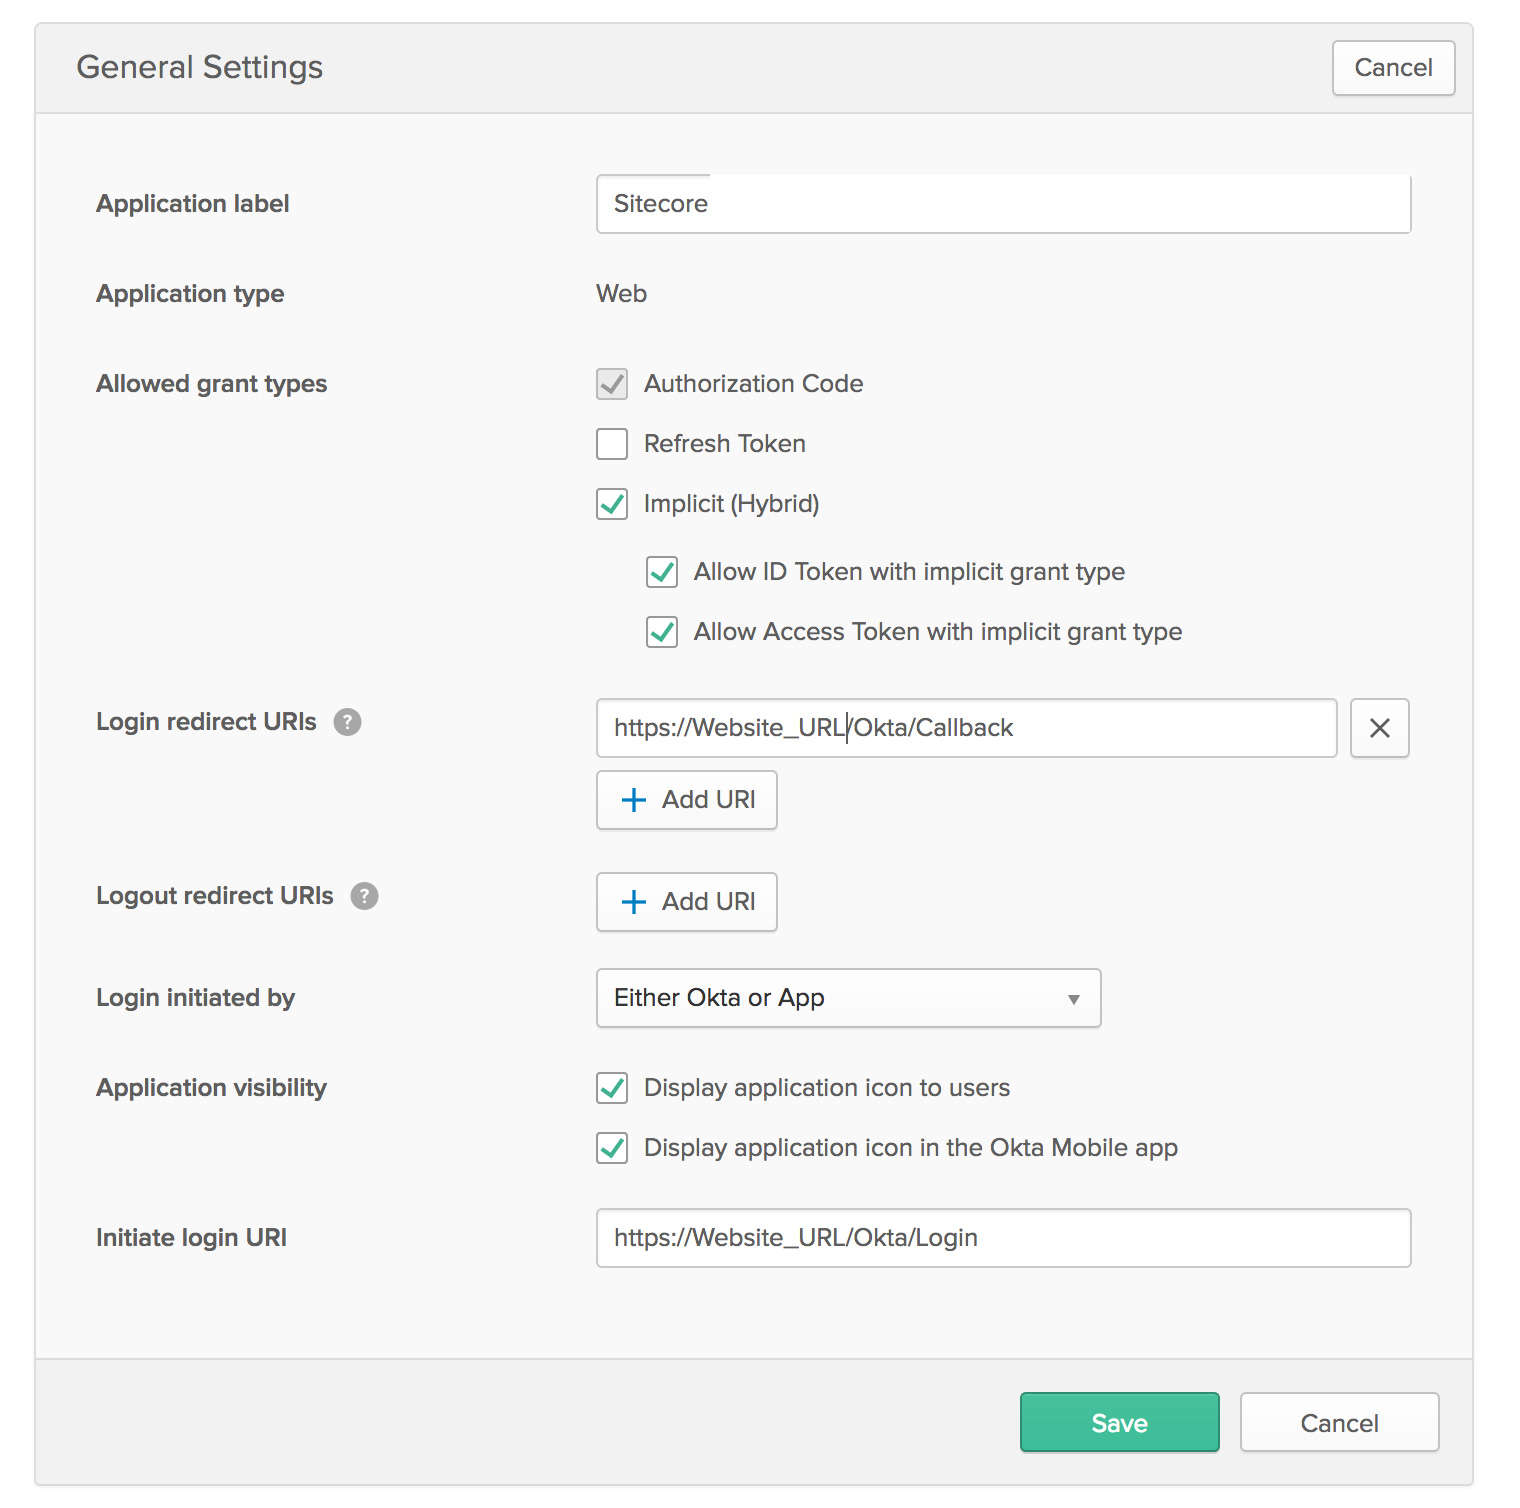 General Settings
Cancel
Application label
Sitecore
Application type
Web
Allowed grant types
Authorization Code
Refresh Token
Implicit (Hybrid)
Allow ID Token with implicit grant type
Allow Access Token with implicit grant type
Login redirect URIs ?
https://Website_URL/Okta/Callback
Add URI
Logout redirect URIs ?
Add URI
Login initiated by
Either Okta or App
Application visibility
Display application icon to users
Display application icon in the Okta Mobile app
Initiate login URI
https://Website_URL/Okta/Login
Save
Cancel